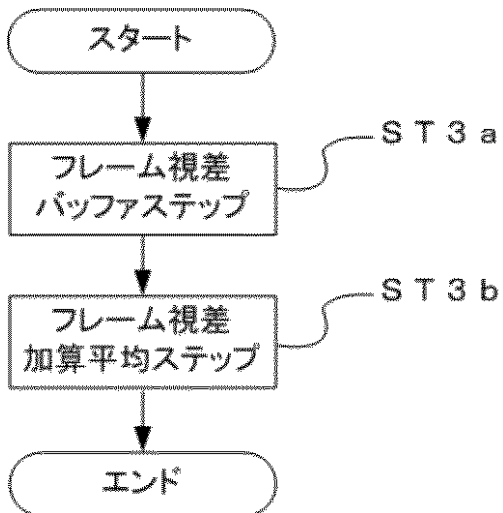 スタート
フレーム視差
バッファステップ
ＳＴ３ａ
フレーム視差
加算平均ステップ
ＳＴ３ｂ
エンド